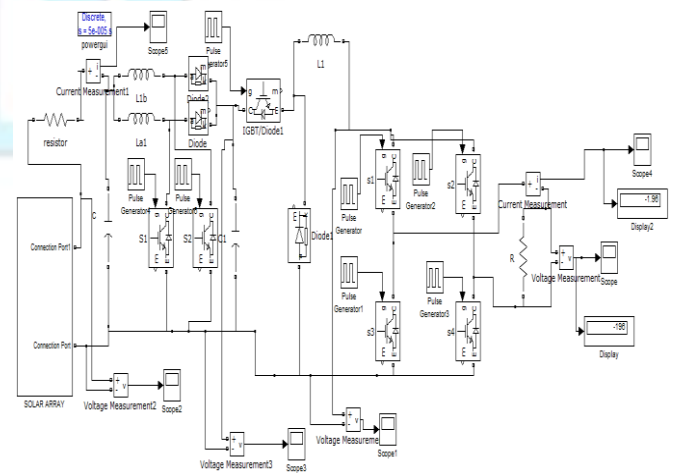 Discrete,
s = 5e-005 s
powergui
Scope5
Pulse
enerator5
L1
Current Measurement1
L1b
Diode2
resistor
La1
Diode
IGBT/Diode1
g
m
C
E
Pulse
Generator4
Pulse
S1
S2
C
C1
E
Diode1
Pulse
Generator
s1
Pulse
Generator2
s2
Current Measurement
Scope4
-1.96
Display2
Connection Port1
R
Voltage Measurement
Scope
Pulse
Generator1
Pulse
Generator3
s3
s4
-196
Display
Connection Port
SOLAR ARRAY
Voltage Measurement2
Scope2
Voltage Measurement3
Scope3
Voltage Measureme
Scope1